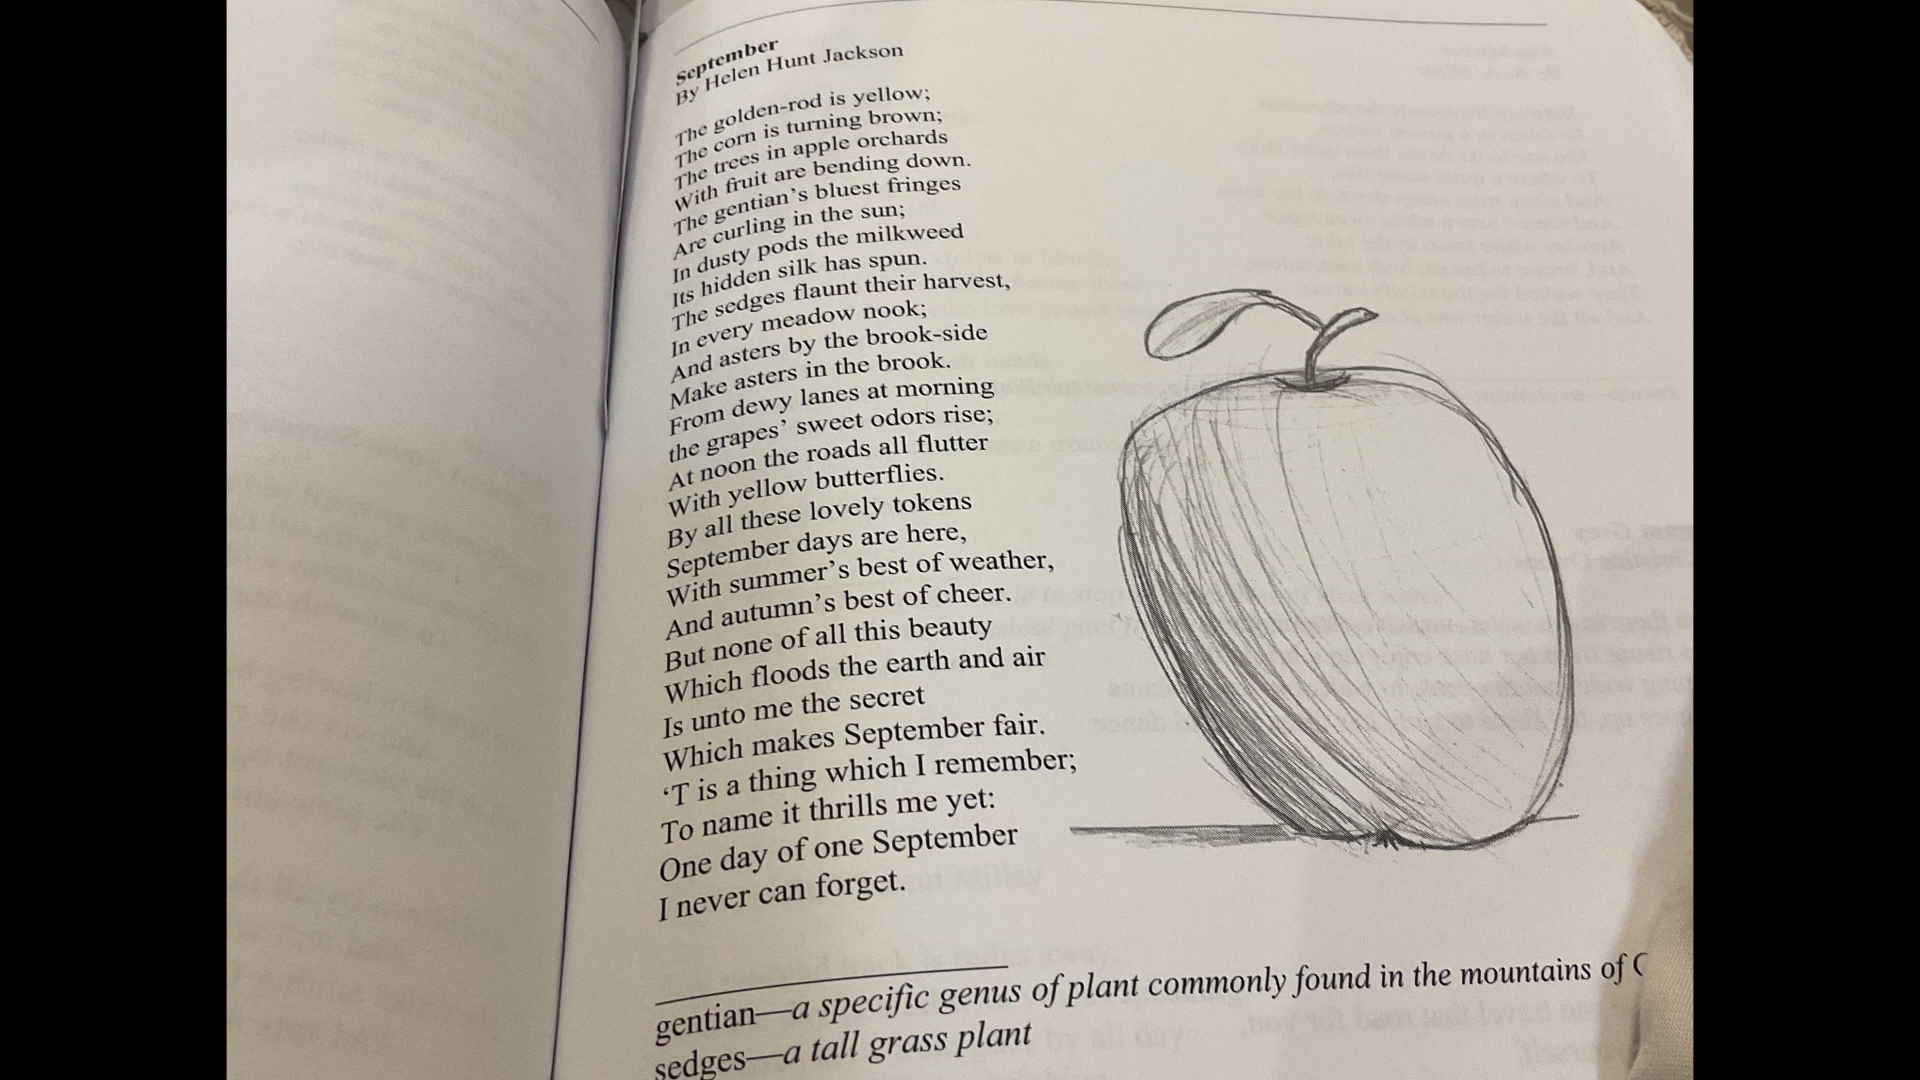 September
By Helen Hunt Jackson
The golden-rod is yellow;
The corn is turning brown;
The trees in apple orchards
With fruit are bending down.
The gentian’s bluest fringes
Are curling in the sun;
In dusty pods the milkweed
Its hidden silk has spun.
The sedges flaunt their harvest,
In every meadow nook;
And asters by the brook-side
Make asters in the brook.
From dewy lanes at morning
the grapes’ sweet odors rise;
At noon the roads all flutter
With yellow butterflies.
By all these lovely tokens
September days are here,
With summer’s best of weather,
And autumn’s best of cheer.
But none of all this beauty
Which floods the earth and air
Is unto me the secret
Which makes September fair.
‘T is a thing which I remember;
To name it thrills me yet:
One day of one September
I never can forget.
gentian—a specific genus of plant commonly found in the mountains of
sedges—a tall grass plant